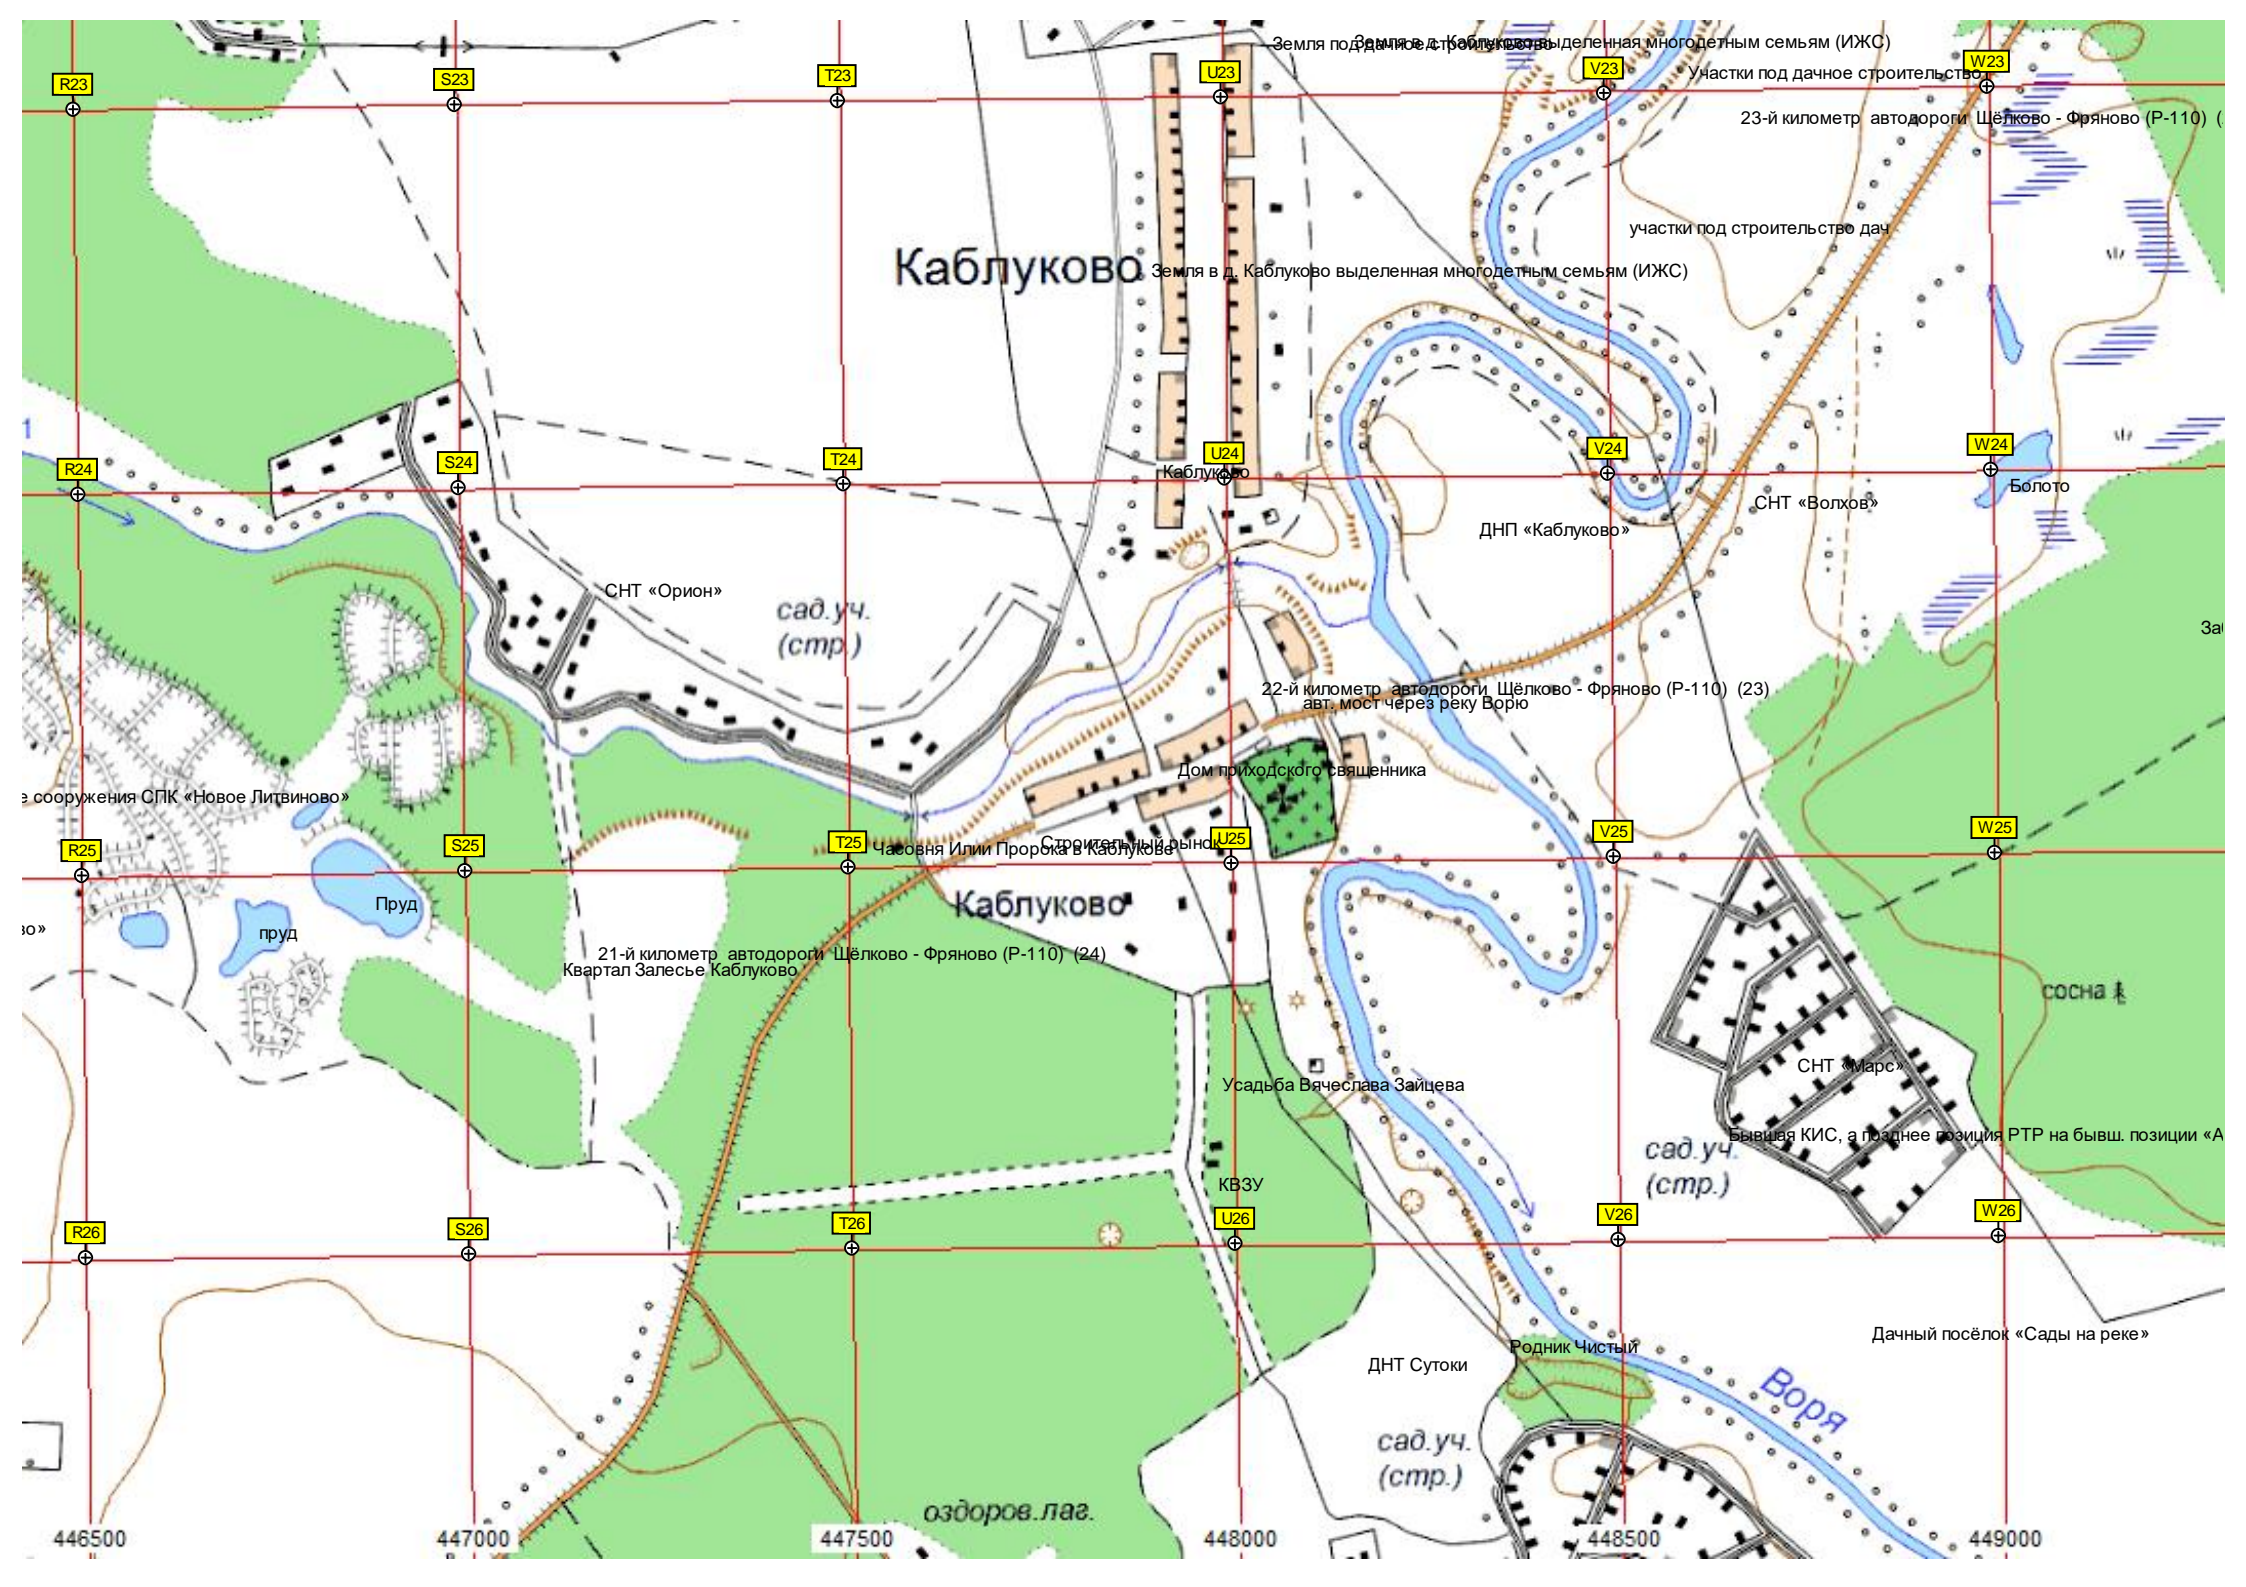 Земля под дачное строительство
Земля в д. Каблуково выделенная многодетным семьям (ИЖС)
R23
S23
T23
U23
V23
W23
Участки под дачное строительство
23-й километр автодороги Щёлково - Фряново (Р-110) (
участки под строительство дач
Каблуково
Земля в д. Каблуково выделенная многодетным семьям (ИЖС)
1
R24
S24
T24
U24
V24
W24
Каблуково
Болото
СНТ «Волхов»
ДНП «Каблуково»
СНТ «Орион»
сад.уч.
(стр.)
22-й километр автодороги Щёлково - Фряново (Р-110) (23)
авт. мост через реку Ворю
Дом приходского священника
е сооружения СПК «Новое Литвиново»
R25
S25
T25
U25
V25
W25
Строительный рынок
Часовня Илии Пророка в Каблукове
Пруд
Каблуково
пруд
во»
21-й километр автодороги Щёлково - Фряново (Р-110) (24)
Квартал Залесье Каблуково
сосна
СНТ «Марс»
Усадьба Вячеслава Зайцева
Бывшая КИС, а позднее позиция РТР на бывш. позиции «А
сад.уч.
(стр.)
КВЗУ
R26
S26
T26
U26
V26
W26
Дачный посёлок «Сады на реке»
Родник Чистый
ДНТ Сутоки
Воря
сад.уч.
(стр.)
оздоров.лаг.
446500
447000
447500
448000
448500
449000